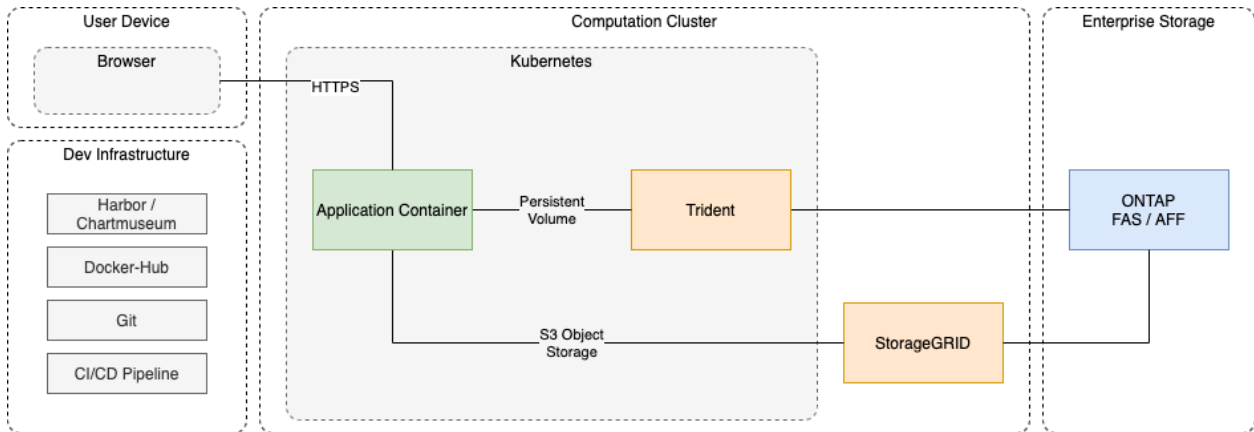 User Device
Browser
Dev Infrastructure
Harbor /
Chartmuseum
Docker-Hub
Git
CI/CD Pipeline
Computation Cluster
Kubernetes
HTTPS
Application Container
Persistent
Volume
Trident
S3 Object
Storage
StorageGRID
Enterprise Storage
ONTAP
FAS / AFF